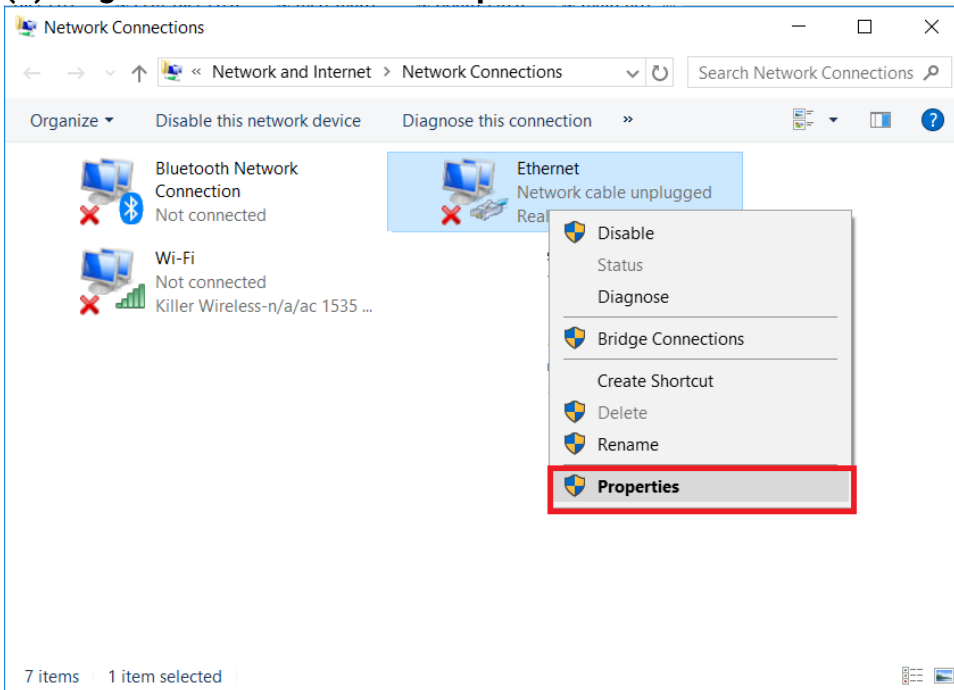 Network Connections
« Network and Internet > Network Connections
Search Network Connections
Organize
Disable this network device
Diagnose this connection
»
?
Bluetooth Network
Connection
Not connected
Ethernet
Network cable unplugged
Wi-Fi
Not connected
Killer Wireless-n/a/ac 1535 ...
Disable
Status
Diagnose
Bridge Connections
Create Shortcut
Delete
Rename
Properties
7 items
1 item selected